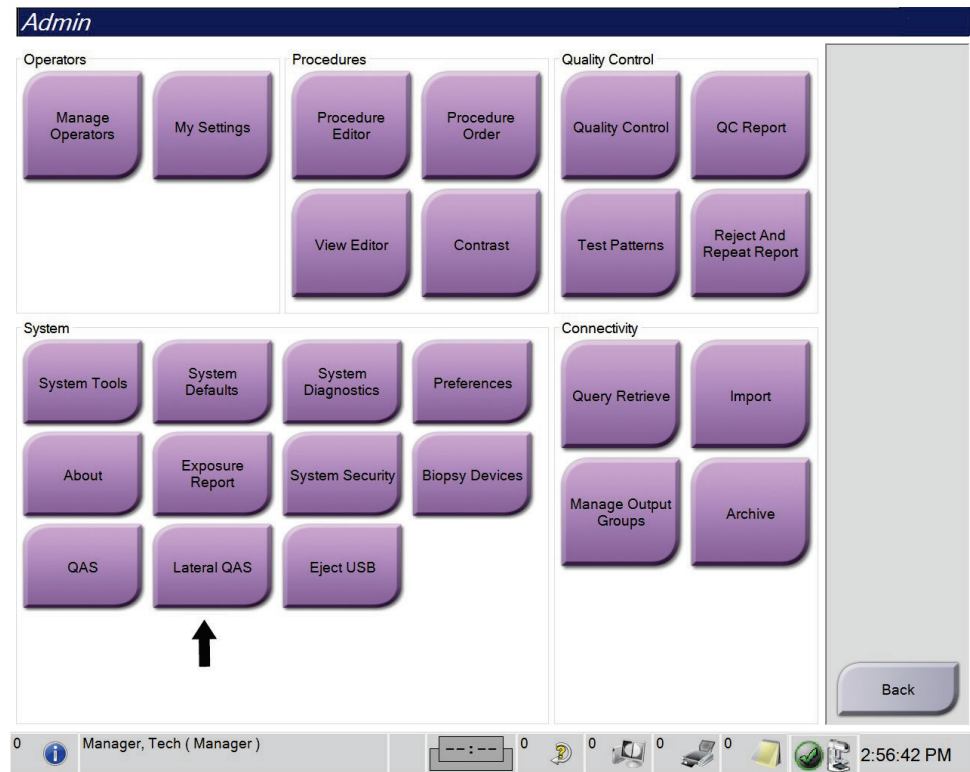 Admin
Operators
Manage
Operators
My Settings
Procedures
Procedure
Editor
Procedure
Order
View Editor
Contrast
Quality Control
Quality Control
QC Report
Test Patterns
Reject And
Repeat Report
System
System Tools
System
Defaults
System
Diagnostics
Preferences
About
Exposure
Report
System Security
Biopsy Devices
QAS
Lateral QAS
Eject USB
Connectivity
Query Retrieve
Import
Manage Output
Groups
Archive
Back
0
Manager, Tech ( Manager )
--:--
0
0
0
0
2:56:42 PM